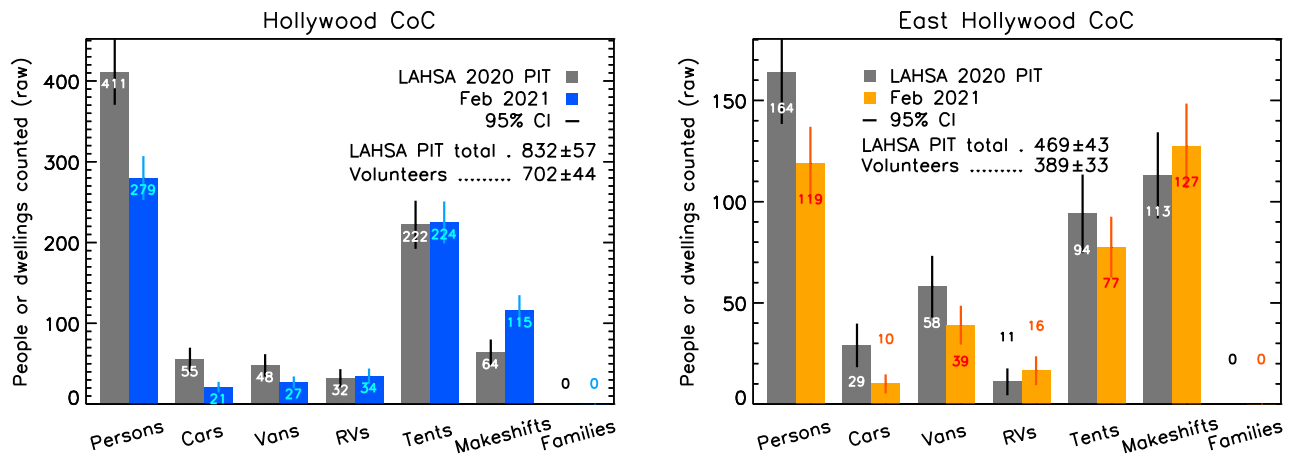 Hollywood CoC
People or dwellings counted (raw)
400
300
200
100
0
LAHSA 2020 PIT
Feb 2021
95% CI
LAHSA PIT total . 832±57
Volunteers ......... 702±44
411
279
55
21
48
27
32
34
222
224
64
115
0
0
Persons
Cars
Vans
RVs
Tents
Makeshifts
Families
East Hollywood CoC
People or dwellings counted (raw)
150
100
50
0
LAHSA 2020 PIT
Feb 2021
95% CI
LAHSA PIT total . 469±43
Volunteers ......... 389±33
164
119
29
10
58
39
11
16
94
77
113
127
0
0
Persons
Cars
Vans
RVs
Tents
Makeshifts
Families